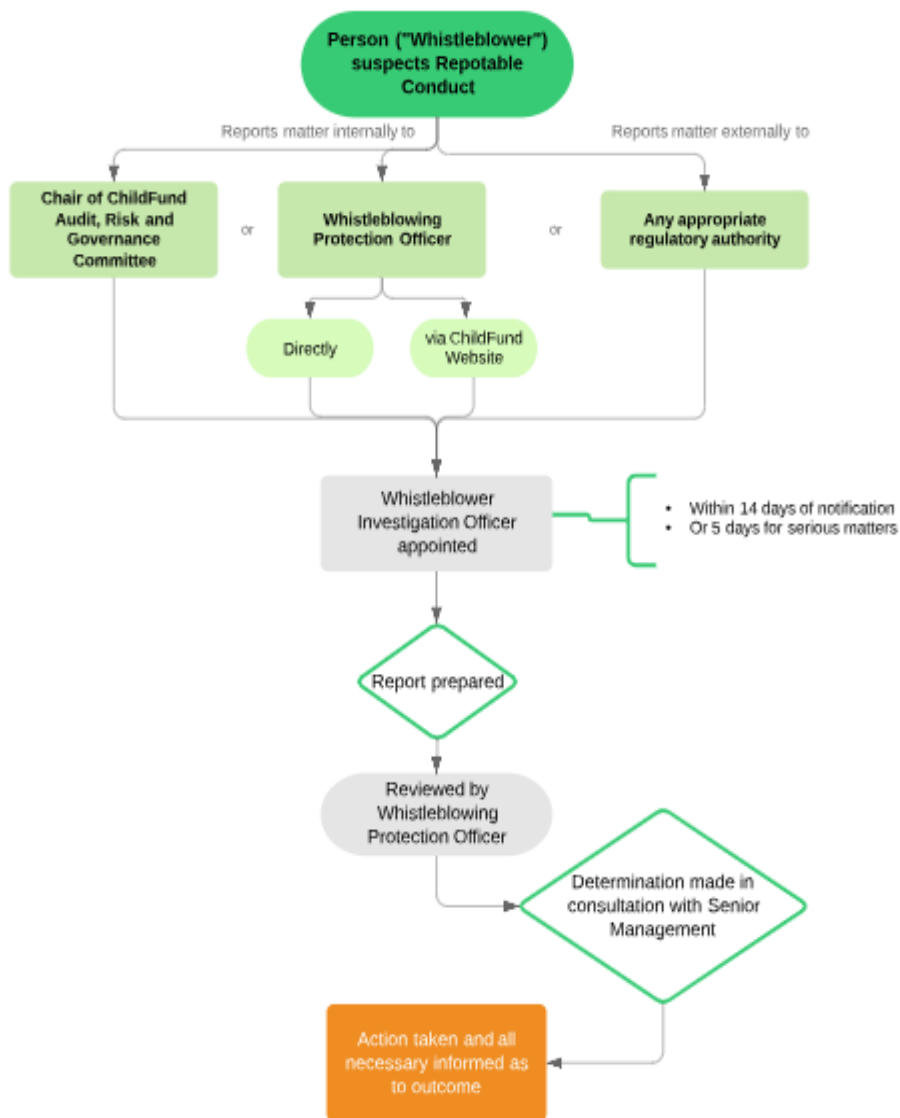 Person ("Whistleblower")
suspects Repotable
Conduct
Reports matter internally to
Reports matter externally to
Chair of ChildFund
Audit, Risk and
Governance
Committee
or
Whistleblowing
Protection Officer
or
Any appropriate
regulatory authority
Directly
via ChildFund
Website
Whistleblower
Investigation Officer
appointed
• Within 14 days of notification
• Or 5 days for serious matters
Report prepared
Reviewed by
Whistleblowing
Protection Officer
Determination made in
consultation with Senior
Management
Action taken and all
necessary informed as
to outcome